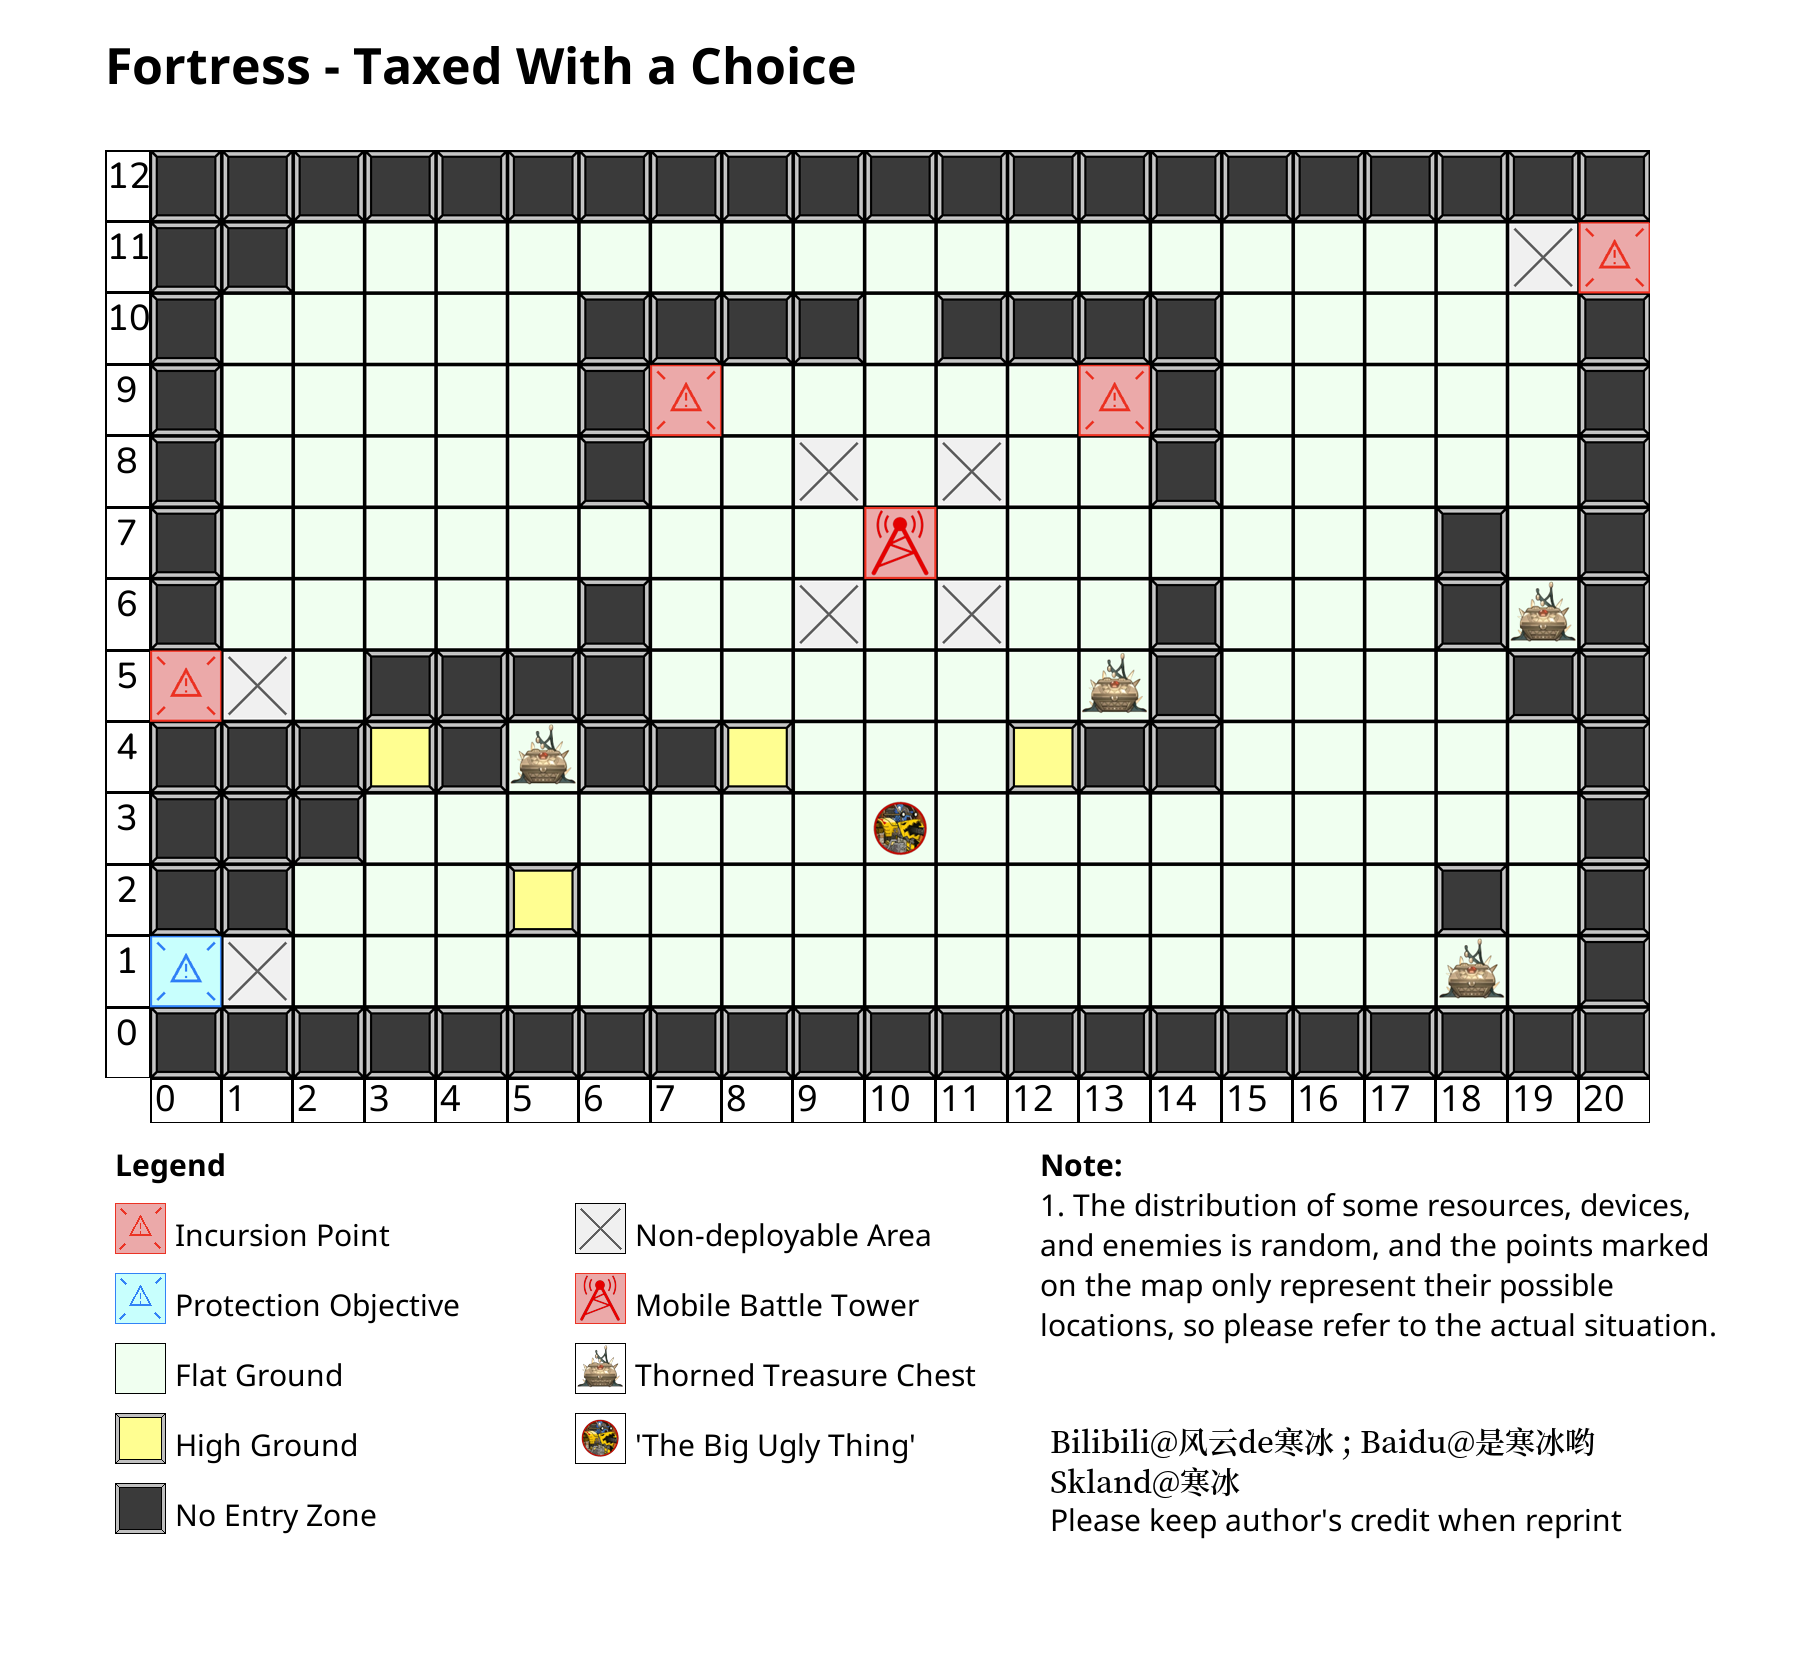 Fortress - Taxed With a Choice
12
11
10
9
8
7
6
5
4
3
2
1
0
0 1 2 3 4 5 6 7 8 9 10 11 12 13 14 15 16 17 18 19 20
Legend
Incursion Point
Protection Objective
Flat Ground
High Ground
No Entry Zone
Non-deployable Area
Mobile Battle Tower
Thorned Treasure Chest
'The Big Ugly Thing'
Note:
1. The distribution of some resources, devices,
and enemies is random, and the points marked
on the map only represent their possible
locations, so please refer to the actual situation.
Bilibili@风云de寒冰 ; Baidu@是寒冰哟
Skland@寒冰
Please keep author's credit when reprint